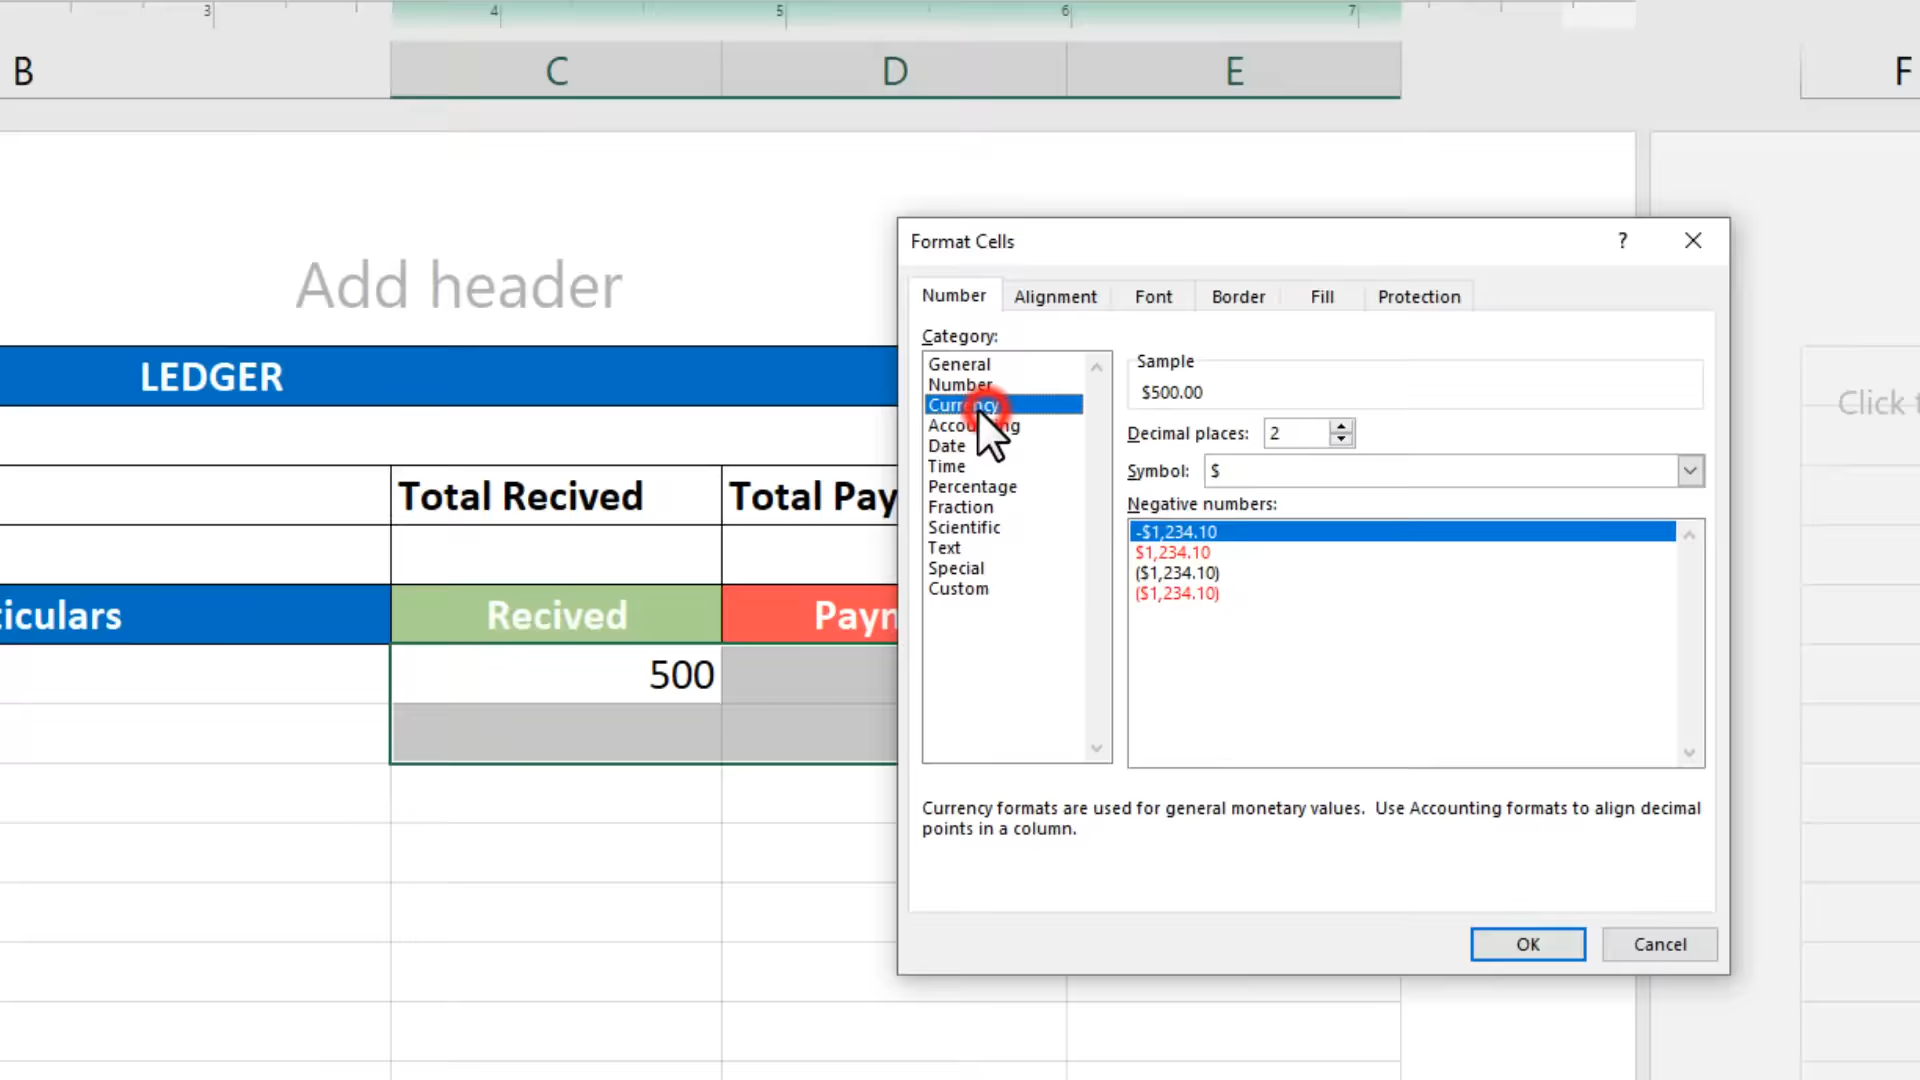 3 4 5 6 7
B C D E F
Format Cells ?
Add header
Number Alignment Font Border Fill Protection
Category:
General
Number
Currency
Accounting
Date
Time
Percentage
Fraction
Scientific
Text
Special
Custom
Sample
$500.00
Decimal places: 2
Symbol: $
Negative numbers:
-$1,234.10
$1,234.10
($1,234.10)
($1,234.10)
Currency formats are used for general monetary values.  Use Accounting formats to align decimal
points in a column.
OK Cancel
LEDGER
Click t
Total Recived Total Pay
iculars Recived Payn
500